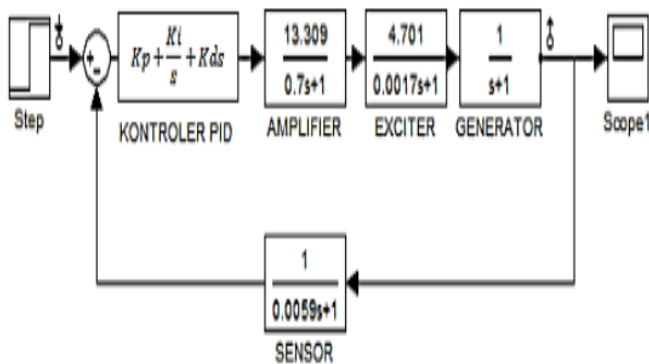 Step
+
−
Kp+Ki/s+Kds
KONTROLER PID
13.309
0.7s+1
AMPLIFIER
4.701
0.0017s+1
EXCITER
1
s+1
GENERATOR
Scope1
1
0.0059s+1
SENSOR